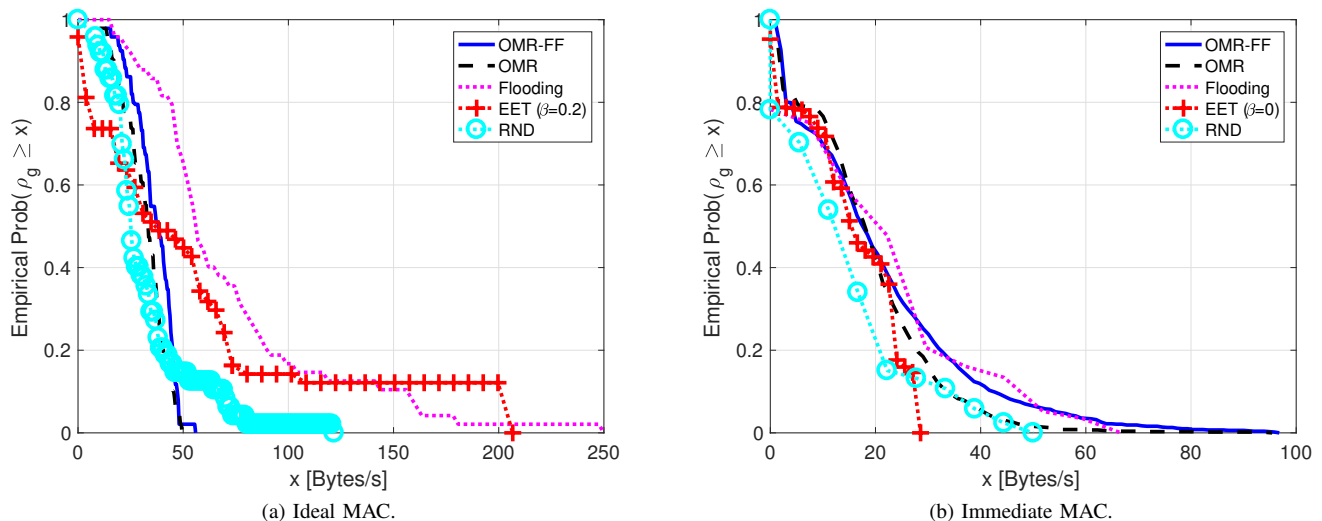 1
0.8
0.6
0.4
0.2
0
Empirical Prob(ρg ≥ x)
0 50 100 150 200 250
x [Bytes/s]
OMR-FF
OMR
Flooding
EET (β=0.2)
RND
(a) Ideal MAC.
1
0.8
0.6
0.4
0.2
0
Empirical Prob(ρg ≥ x)
0 20 40 60 80 100
x [Bytes/s]
OMR-FF
OMR
Flooding
EET (β=0)
RND
(b) Immediate MAC.